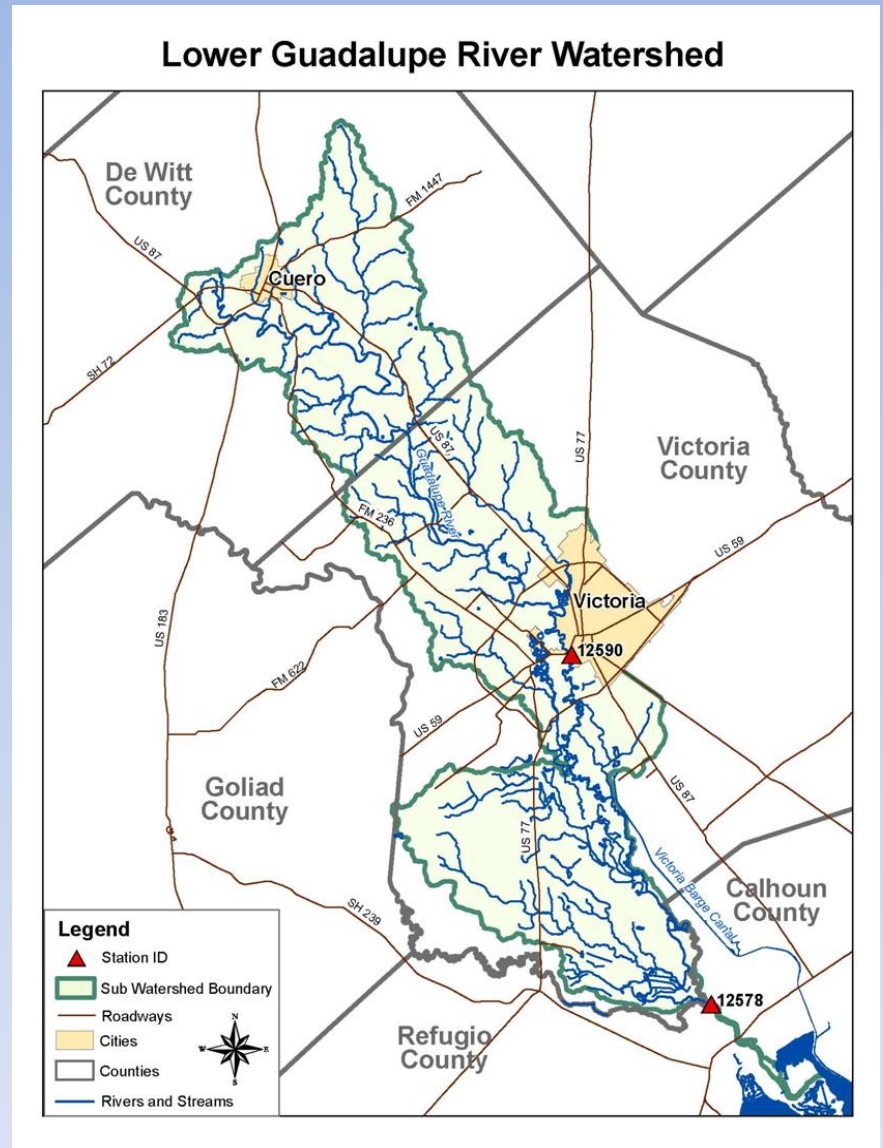 Lower Guadalupe River Watershed
De Witt
County
FM 1447
US 87
Cuero
SH 72
US 77
Victoria
County
US 87
Guadalupe River
FM 236
US 59
Victoria
US 183
12590
FM 622
US 59
Goliad
County
US 87
US 77
Victoria Barge Canal
Calhoun
County
SH 239
12578
Refugio
County
Legend
Station ID
Sub Watershed Boundary
Roadways
Cities
Counties
Rivers and Streams
N
W
E
S